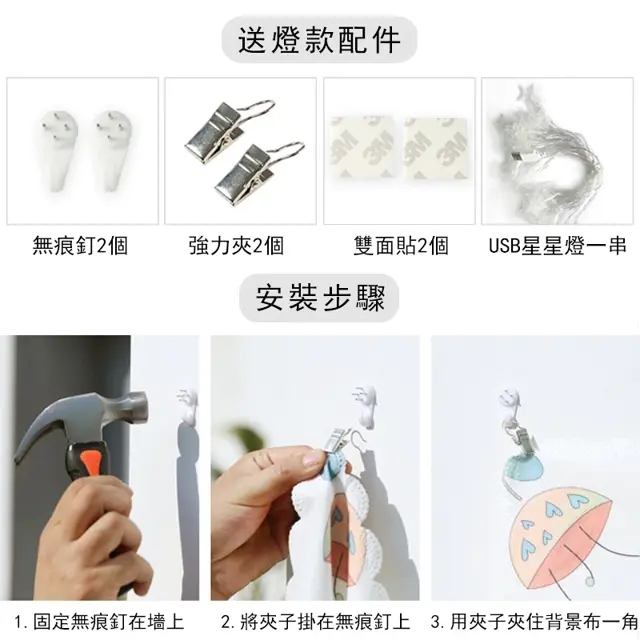 送燈款配件
3M
3M
無痕釘2個
強力夾2個
雙面貼2個
USB星星燈一串
安裝步驟
1. 固定無痕釘在墻上
2. 將夾子掛在無痕釘上
3. 用夾子夾住背景布一角